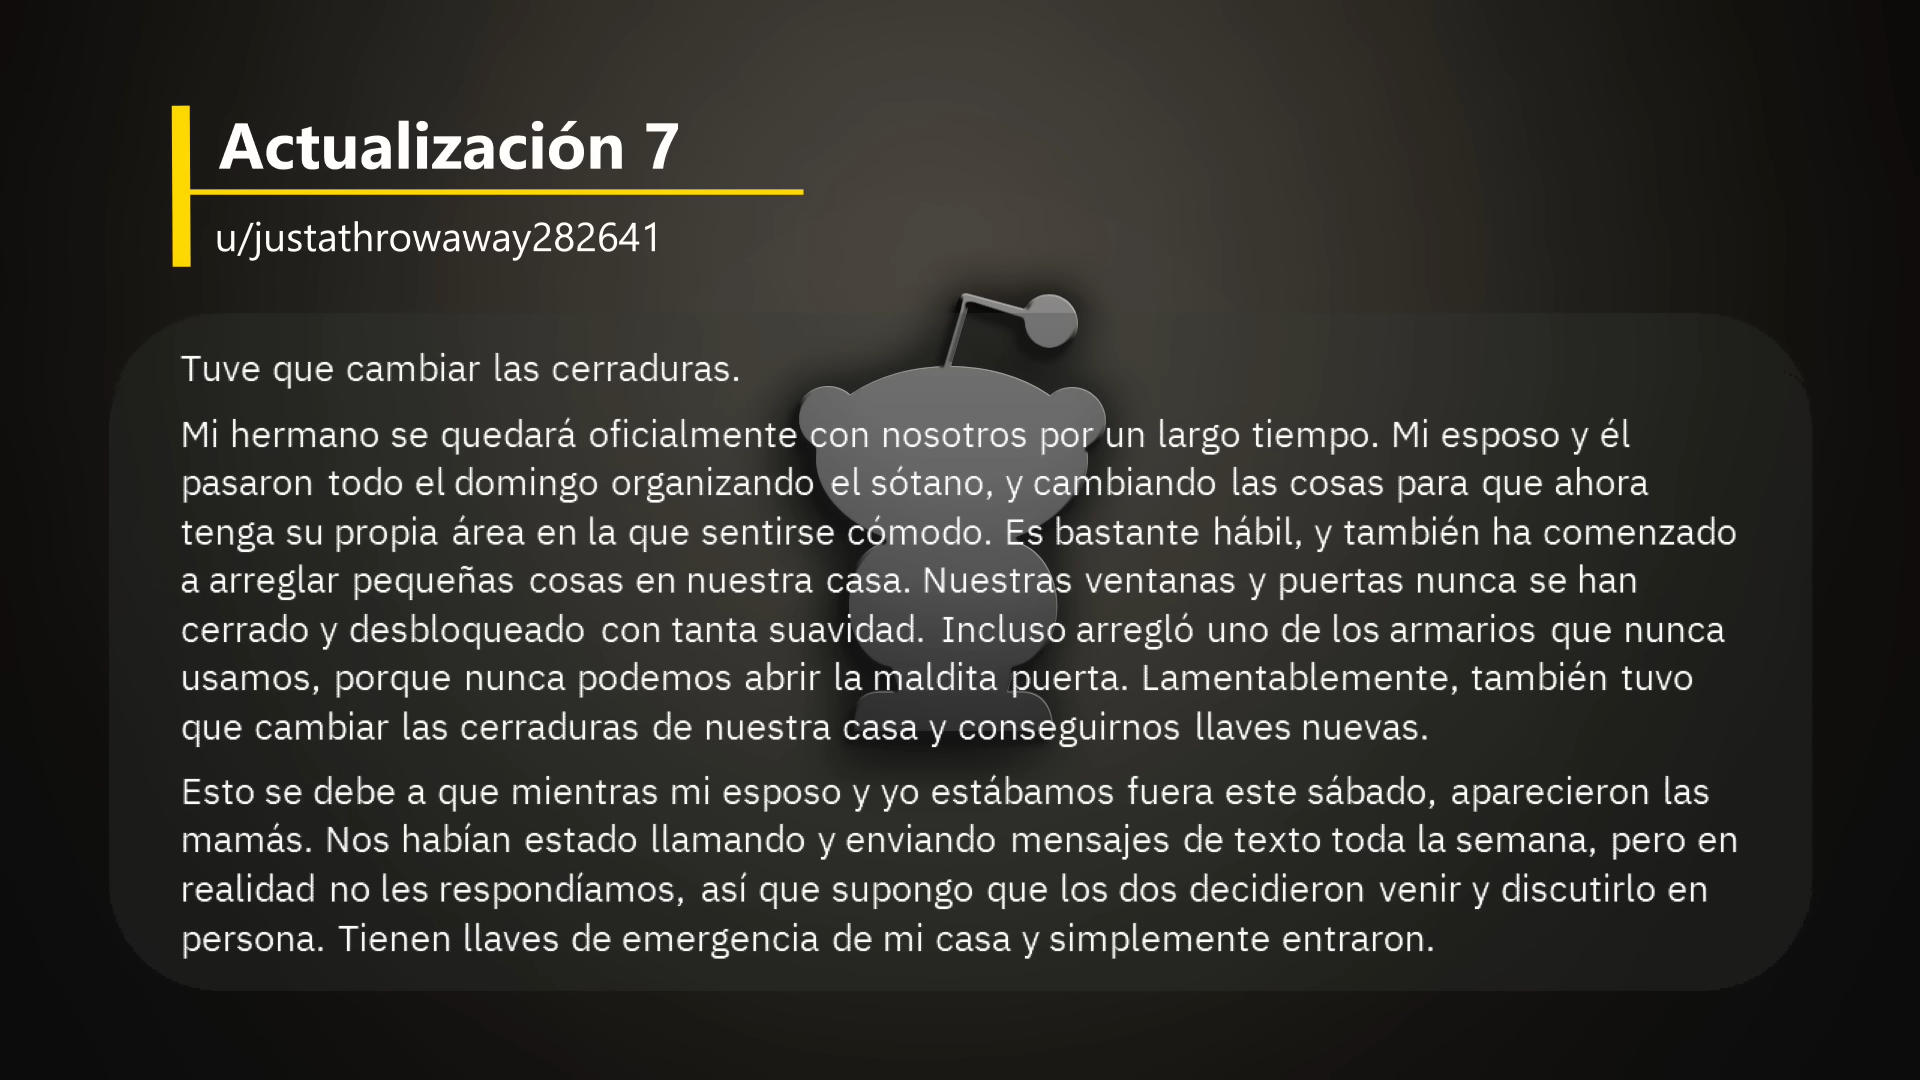 Actualización 7
u/justathrowaway282641
Tuve que cambiar las cerraduras.
Mi hermano se quedará oficialmente con nosotros por un largo tiempo. Mi esposo y él
pasaron todo el domingo organizando el sótano, y cambiando las cosas para que ahora
tenga su propia área en la que sentirse cómodo. Es bastante hábil, y también ha comenzado
a arreglar pequeñas cosas en nuestra casa. Nuestras ventanas y puertas nunca se han
cerrado y desbloqueado con tanta suavidad. Incluso arregló uno de los armarios que nunca
usamos, porque nunca podemos abrir la maldita puerta. Lamentablemente, también tuvo
que cambiar las cerraduras de nuestra casa y conseguirnos llaves nuevas.
Esto se debe a que mientras mi esposo y yo estábamos fuera este sábado, aparecieron las
mamás. Nos habían estado llamando y enviando mensajes de texto toda la semana, pero en
realidad no les respondíamos, así que supongo que los dos decidieron venir y discutirlo en
persona. Tienen llaves de emergencia de mi casa y simplemente entraron.